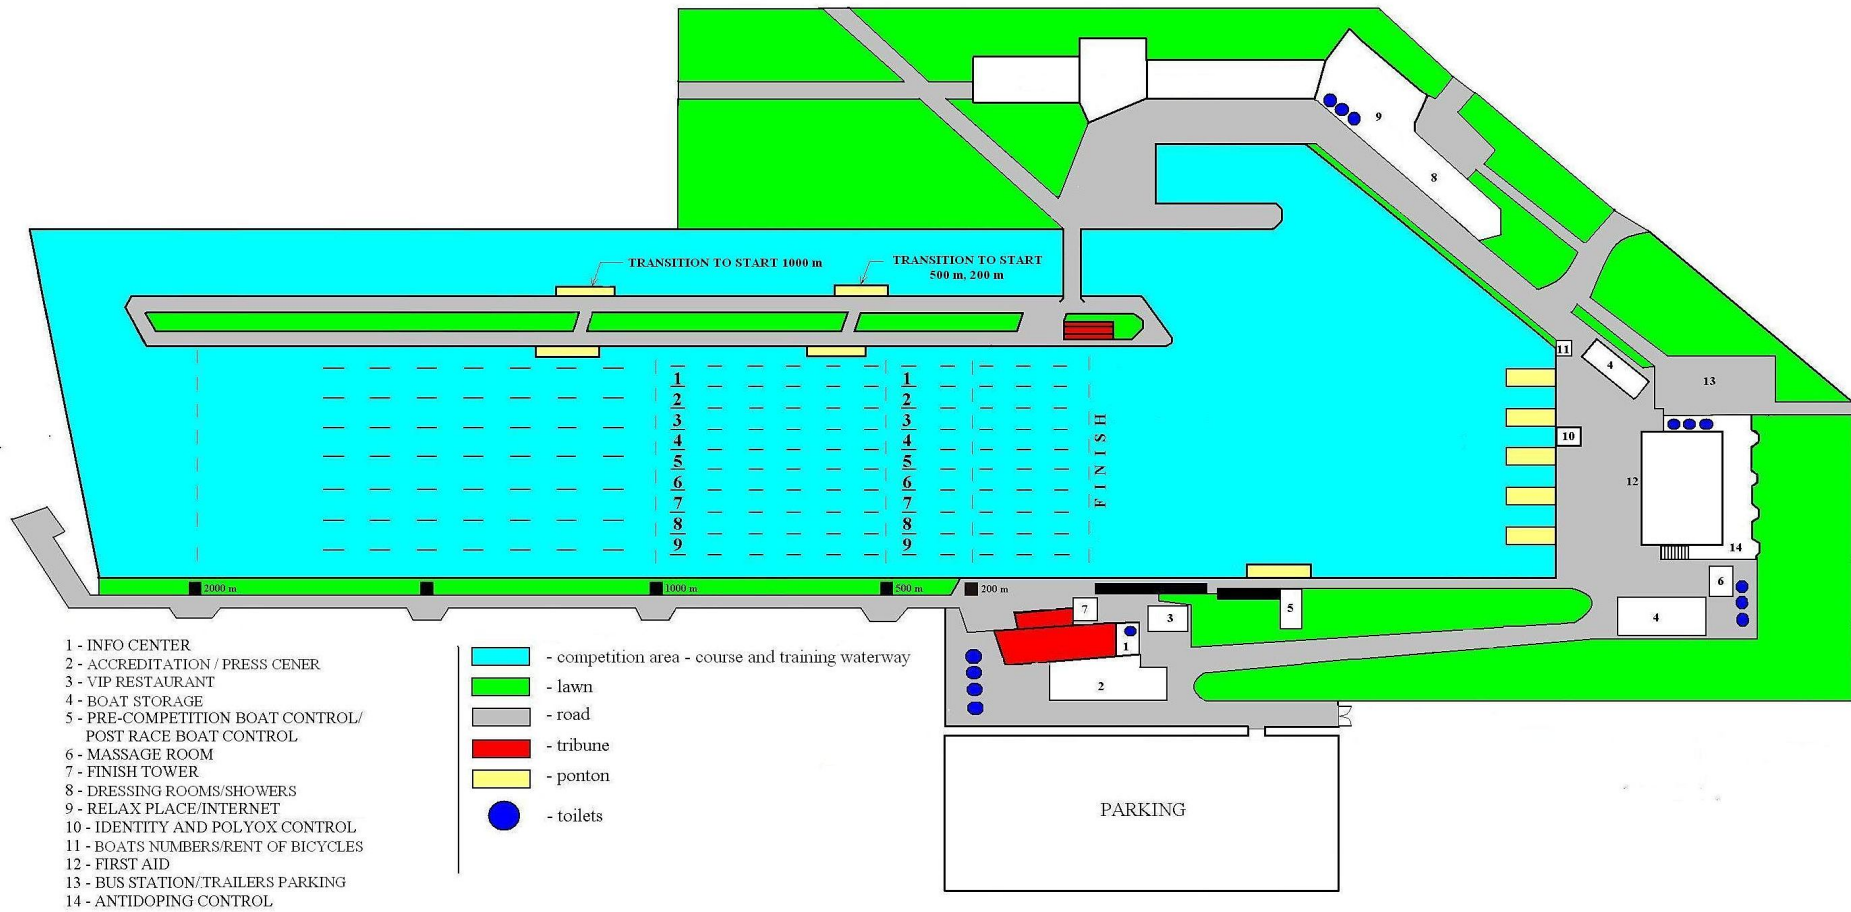 9
8
TRANSITION TO START 1000 m
TRANSITION TO START
500 m, 200 m
11
4
13
1 1
2 2
3 3
4 4
5 5
6 6
7 7
8 8
9 9
FINISH
10
12
14
2000 m
1000 m
500 m
200 m
6
7
3
5
4
1
2
1 - INFO CENTER
2 - ACCREDITATION / PRESS CENER
3 - VIP RESTAURANT
4 - BOAT STORAGE
5 - PRE-COMPETITION BOAT CONTROL/
POST RACE BOAT CONTROL
6 - MASSAGE ROOM
7 - FINISH TOWER
8 - DRESSING ROOMS/SHOWERS
9 - RELAX PLACE/INTERNET
10 - IDENTITY AND POLYOX CONTROL
11 - BOATS NUMBERS/RENT OF BICYCLES
12 - FIRST AID
13 - BUS STATION/TRAILERS PARKING
14 - ANTIDOPING CONTROL
- competition area - course and training waterway
- lawn
- road
- tribune
- ponton
- toilets
PARKING